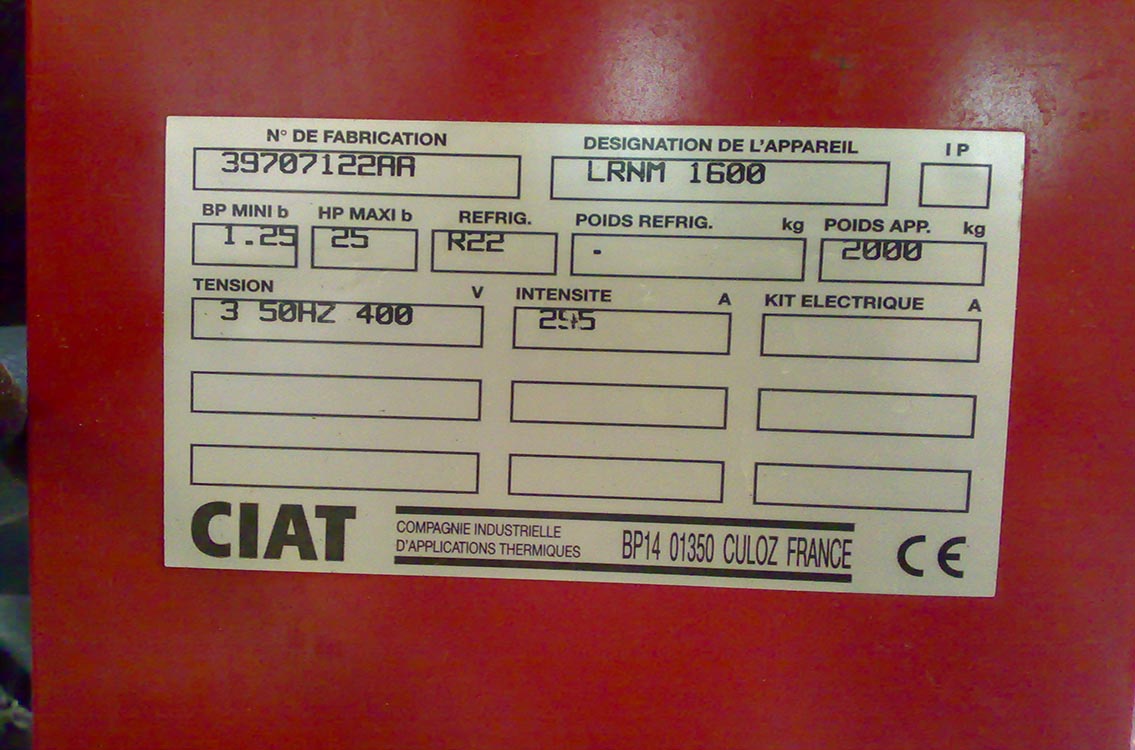 N° DE FABRICATION DESIGNATION DE L'APPAREIL IP
39707122AA LRNM 1600
BP MINI b HP MAXI b REFRIG. POIDS REFRIG. kg POIDS APP. kg
1.25 25 R22 - 2000
TENSION V INTENSITE A KIT ELECTRIQUE A
3 50HZ 400
CIAT
COMPAGNIE INDUSTRIELLE
D'APPLICATIONS THERMIQUES
BP14 01350 CULOZ FRANCE
CE